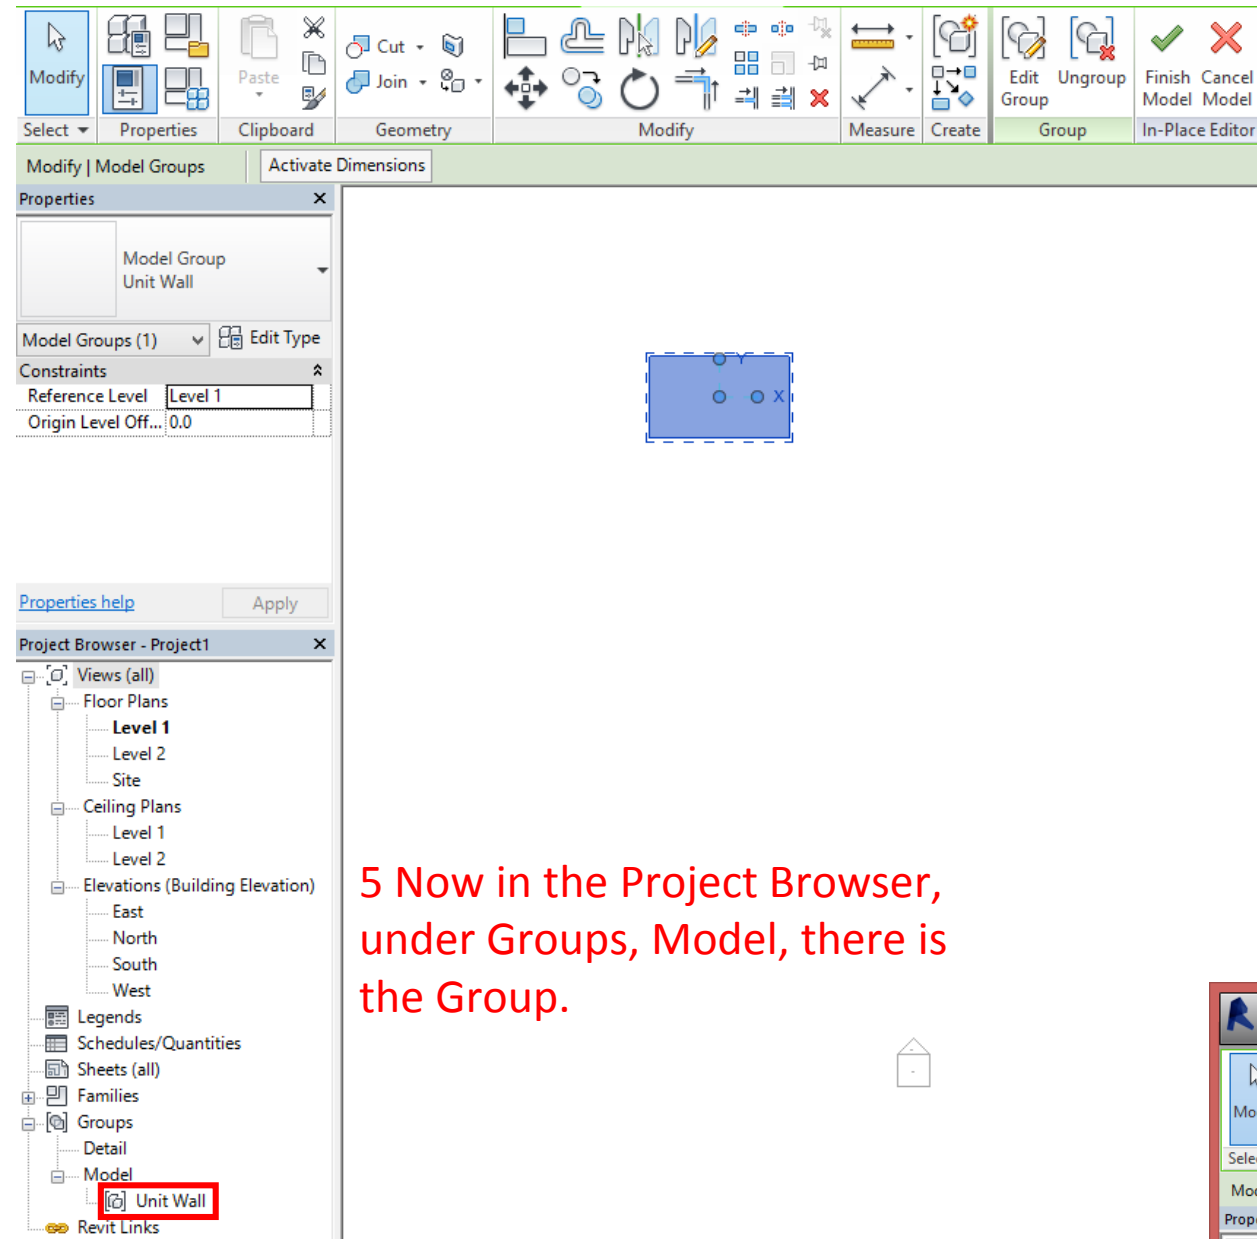 Modify
Paste
Cut
Join
Edit Group
Ungroup
Finish Model
Cancel Model
Select
Properties
Clipboard
Geometry
Modify
Measure
Create
Group
In-Place Editor
Modify | Model Groups
Activate Dimensions
Properties
Model Group
Unit Wall
Model Groups (1)
Edit Type
Constraints
Reference Level Level 1
Origin Level Off... 0.0
Y
X
Properties help
Apply
Project Browser - Project1
Views (all)
Floor Plans
Level 1
Level 2
Site
Ceiling Plans
Level 1
Level 2
Elevations (Building Elevation)
East
North
South
West
Legends
Schedules/Quantities
Sheets (all)
Families
Groups
Detail
Model
Unit Wall
Revit Links
5 Now in the Project Browser,
under Groups, Model, there is
the Group.
Mo
Sele
Mo
Prop